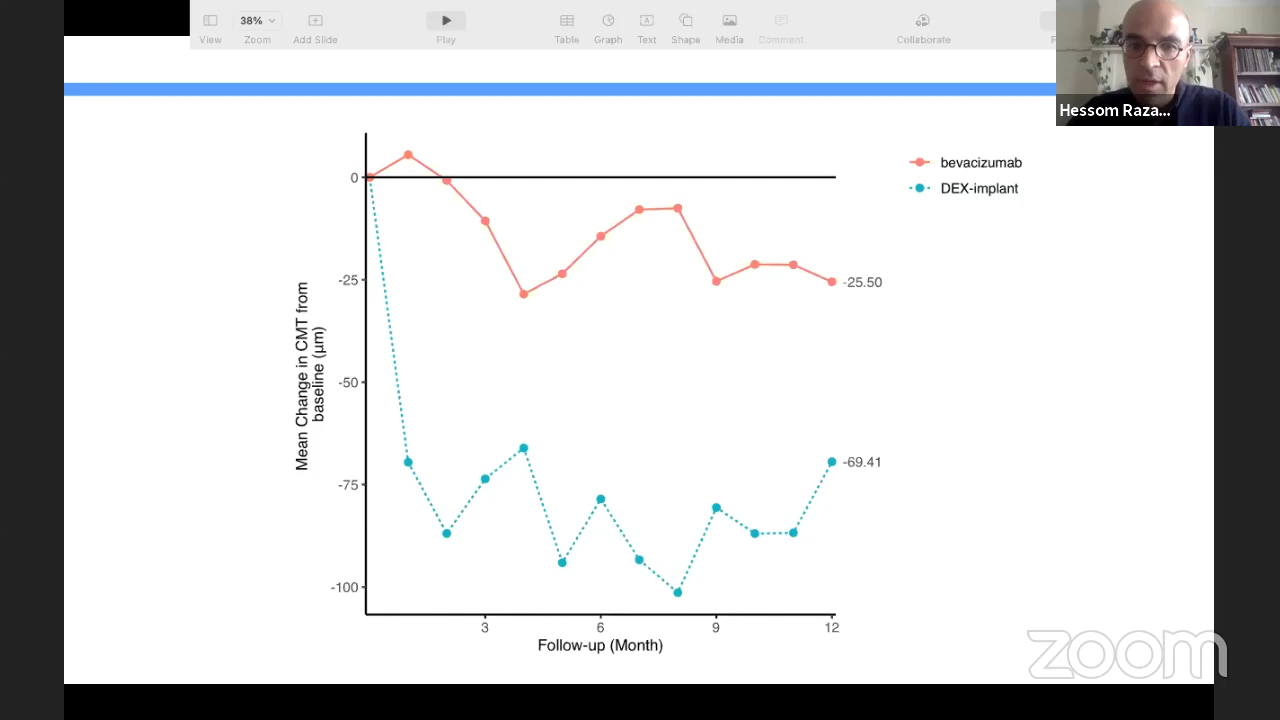 38%
View Zoom Add Slide Play Table Graph Text Shape Media Comment Collaborate
Hessom Raza...
bevacizumab
DEX-implant
0
-25
-50
-75
-100
Mean Change in CMT from
baseline (µm)
-25.50
-69.41
3 6 9 12
Follow-up (Month)
zoom